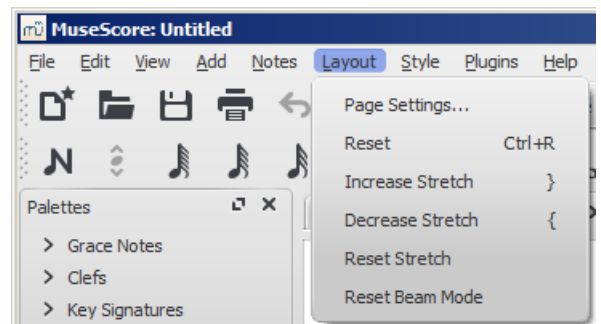 MuseScore: Untitled
File Edit View Add Notes Layout Style Plugins Help
Page Settings...
Reset Ctrl+R
Increase Stretch }
Decrease Stretch {
Reset Stretch
Reset Beam Mode
Palettes
Grace Notes
Clefs
Key Signatures